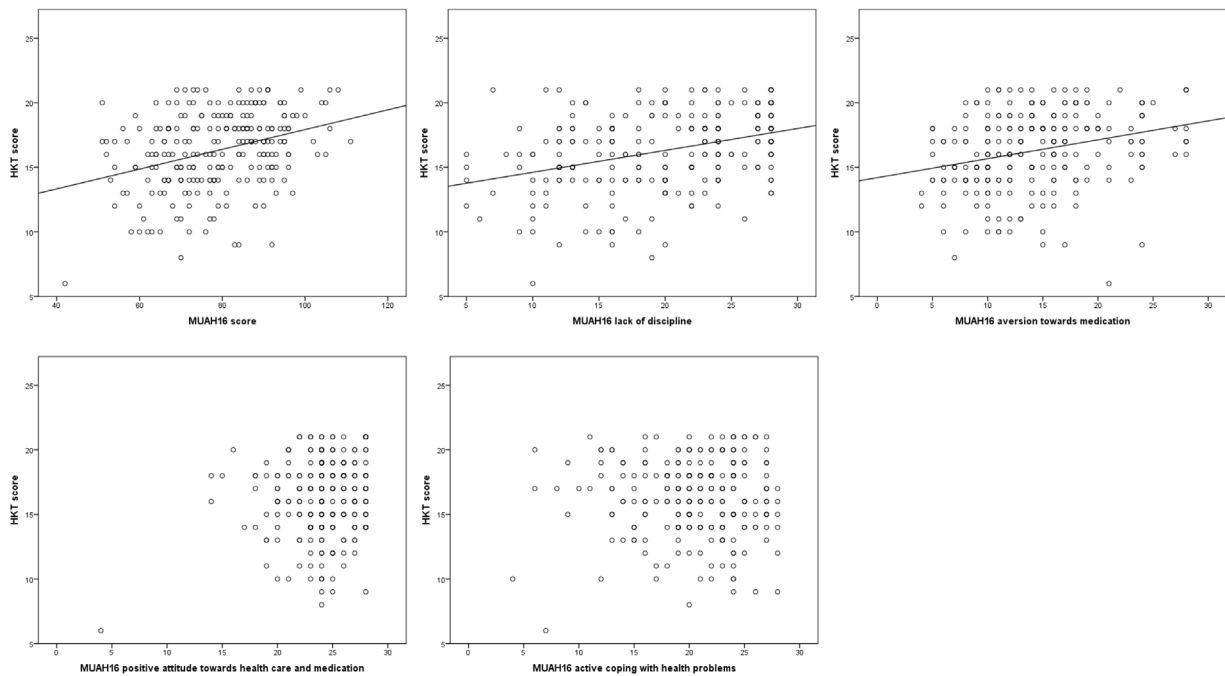 25
20
15
10
5
HKT score
40 60 80 100 120
MUAH16 score
25
20
15
10
5
HKT score
5 10 15 20 25 30
MUAH16 lack of discipline
25
20
15
10
5
HKT score
0 5 10 15 20 25 30
MUAH16 aversion towards medication
25
20
15
10
5
HKT score
0 5 10 15 20 25 30
MUAH16 positive attitude towards health care and medication
25
20
15
10
5
HKT score
0 5 10 15 20 25 30
MUAH16 active coping with health problems